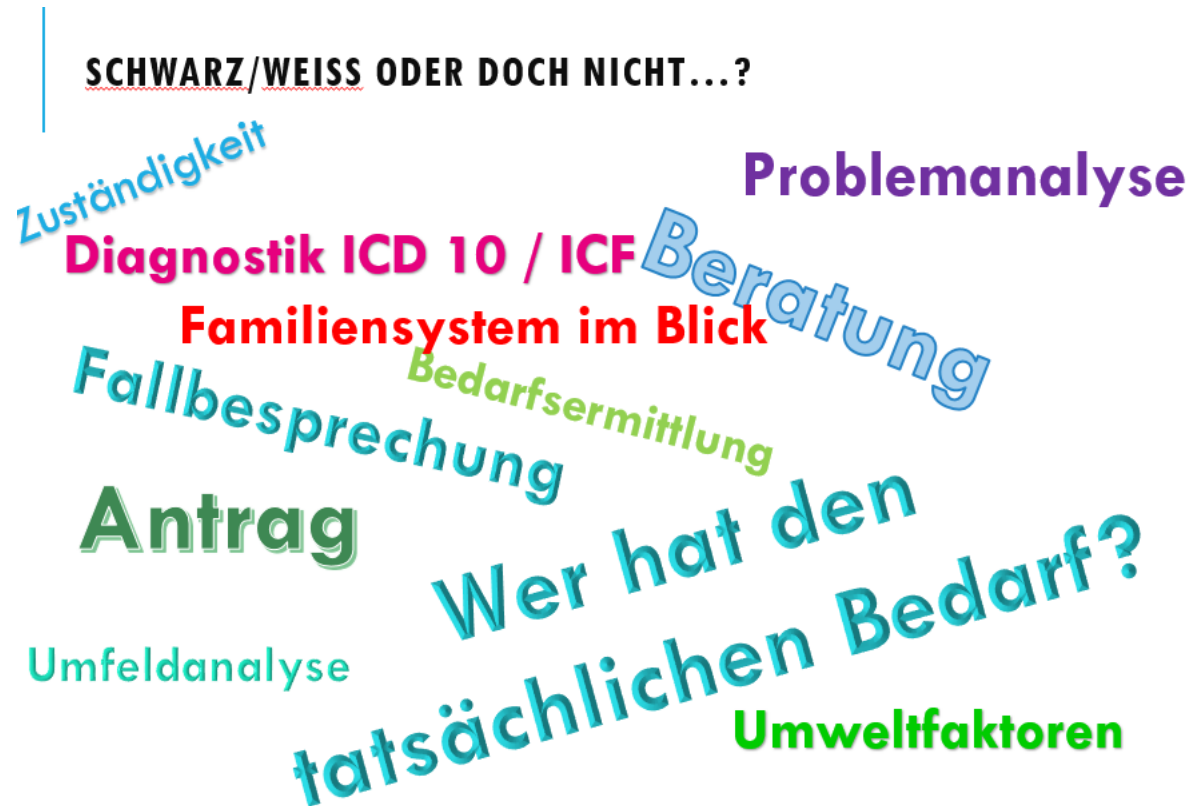 SCHWARZ/WEISS ODER DOCH NICHT...?
Zuständigkeit
Problemanalyse
Diagnostik ICD 10 / ICF
Beratung
Familiensystem im Blick
Bedarfsermittlung
Fallbesprechung
Antrag
Wer hat den
tatsächlichen Bedarf?
Umfeldanalyse
Umweltfaktoren